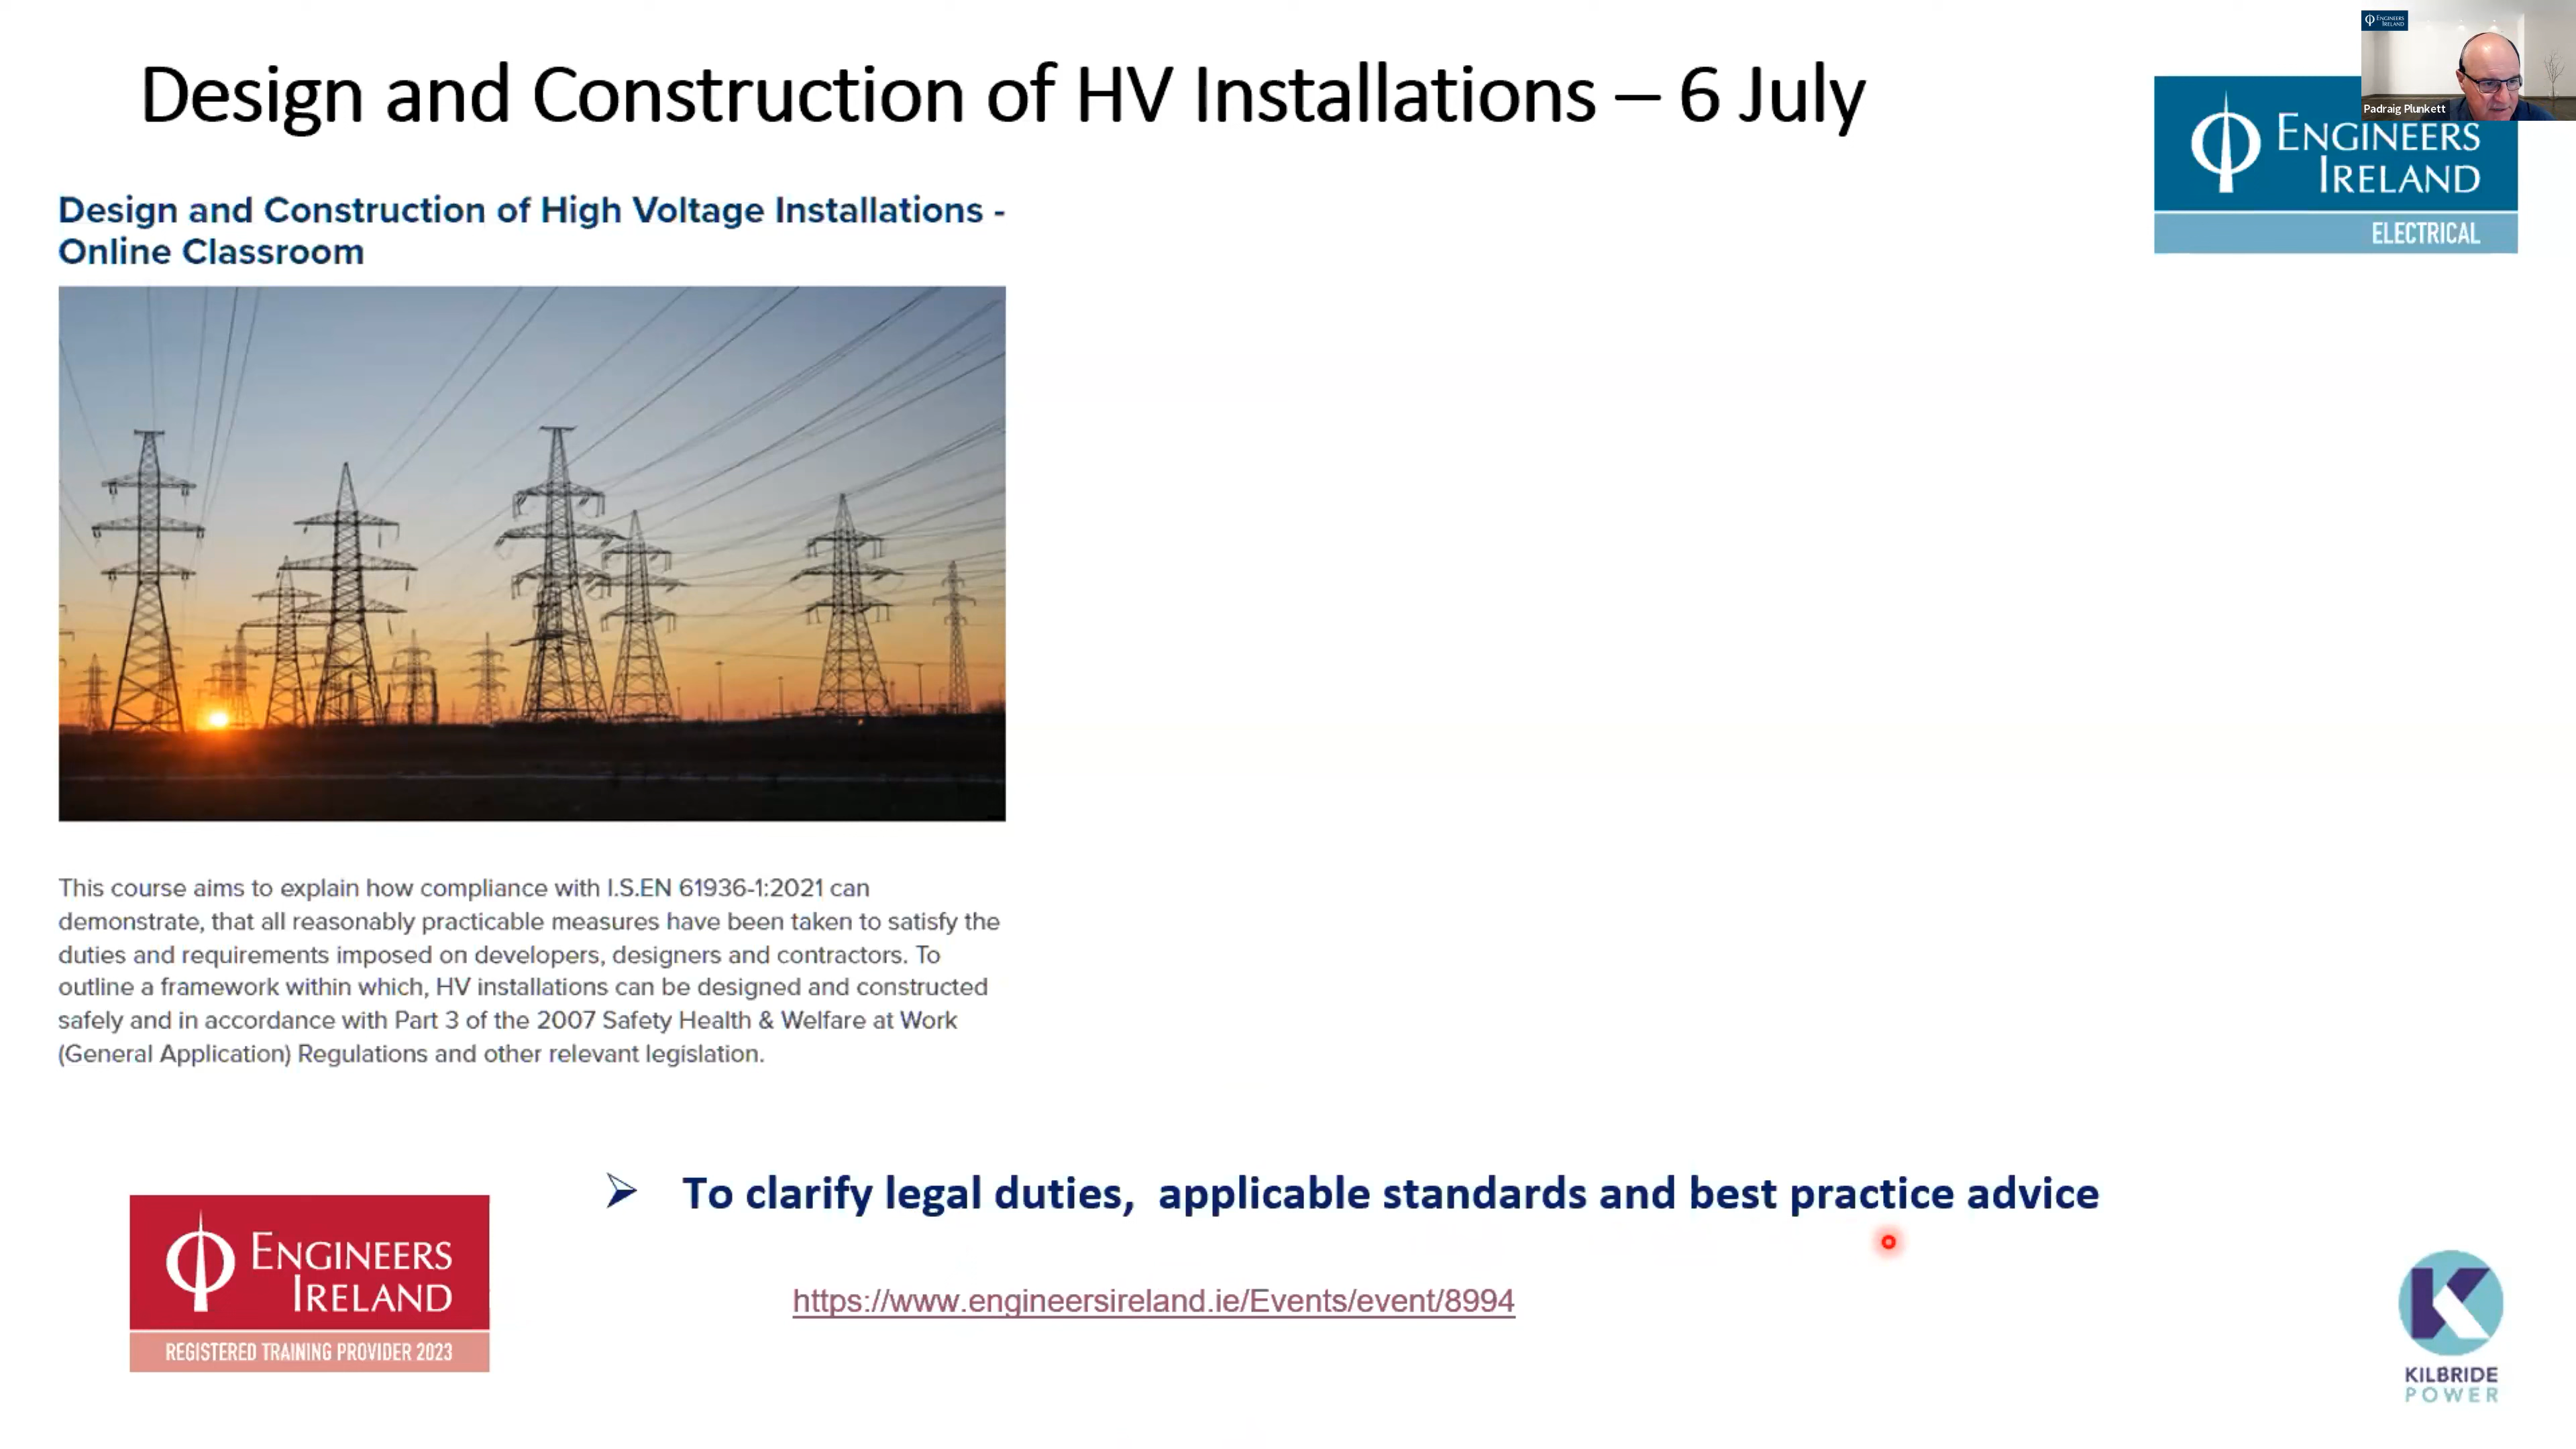 Design and Construction of HV Installations – 6 July
ENGINEERS
IRELAND
Padraig Plunkett
ENGINEERS
IRELAND
ELECTRICAL
Design and Construction of High Voltage Installations -
Online Classroom
This course aims to explain how compliance with I.S.EN 61936-1:2021 can
demonstrate, that all reasonably practicable measures have been taken to satisfy the
duties and requirements imposed on developers, designers and contractors. To
outline a framework within which, HV installations can be designed and constructed
safely and in accordance with Part 3 of the 2007 Safety Health & Welfare at Work
(General Application) Regulations and other relevant legislation.
➢ To clarify legal duties, applicable standards and best practice advice
https://www.engineersireland.ie/Events/event/8994
ENGINEERS
IRELAND
REGISTERED TRAINING PROVIDER 2023
KILBRIDE
POWER